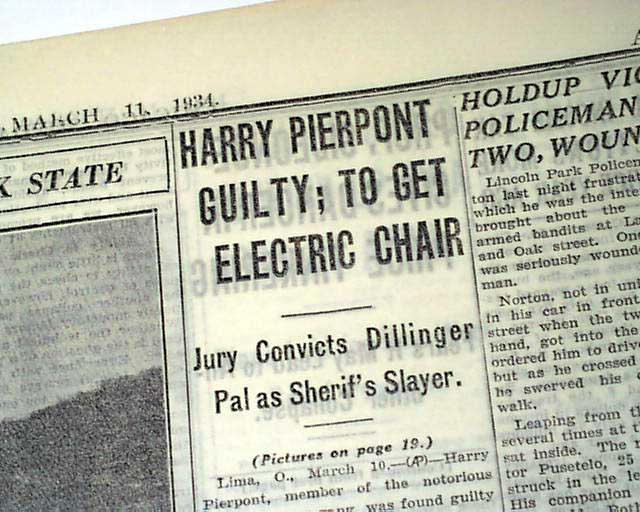 MARCH 11, 1934.
K STATE
HARRY PIERPONT
GUILTY; TO GET
ELECTRIC CHAIR
Jury Convicts Dillinger
Pal as Sherif's Slayer.
(Pictures on page 19.)
Lima, O., March 10.—(AP)—Harry
Pierpont, member of the notorious
was found guilty
HOLDUP VIC
POLICEMAN
TWO, WOUN
Lincoln Park Policem
ton last night frustrat
which he was the inte
brought about the
armed bandits at La
and Oak street. One
was seriously wounde
man.
Norton, not in uni
in his car in front
street when the tw
hand, got into the
ordered him to drive
but as he crossed
he swerved his
walk.
Leaping from th
several times at th
sat inside. The
tor Pusetelo, 25
struck in the le
His companion